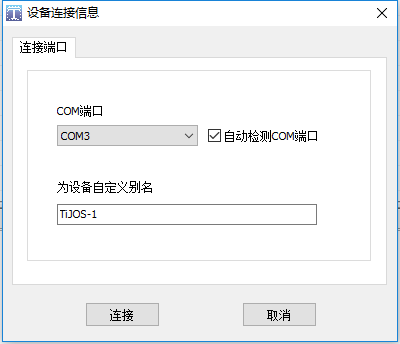 设备连接信息
连接端口
COM端口
COM3
自动检测COM端口
为设备自定义别名
TiJOS-1
连接
取消